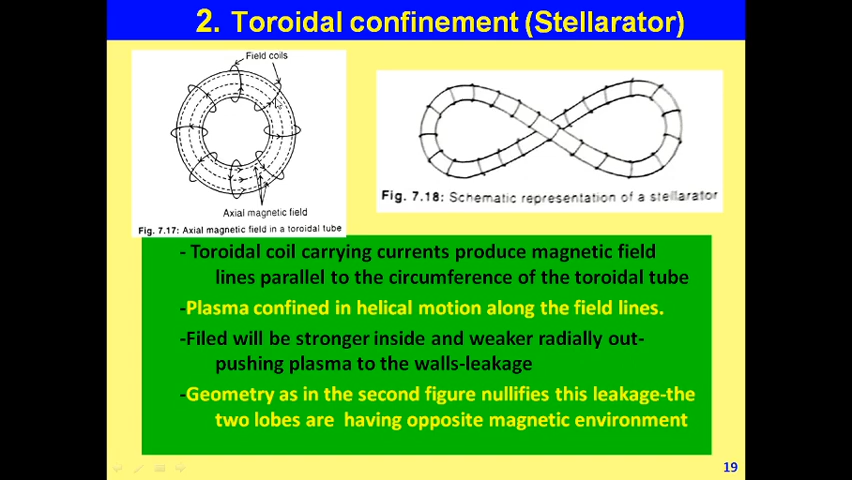 2. Toroidal confinement (Stellarator)
Field coils
Axial magnetic field
Fig. 7.17: Axial magnetic field in a toroidal tube
Fig. 7.18: Schematic representation of a stellarator
- Toroidal coil carrying currents produce magnetic field
lines parallel to the circumference of the toroidal tube
-Plasma confined in helical motion along the field lines.
-Filed will be stronger inside and weaker radially out-
pushing plasma to the walls-leakage
-Geometry as in the second figure nullifies this leakage-the
two lobes are having opposite magnetic environment
19